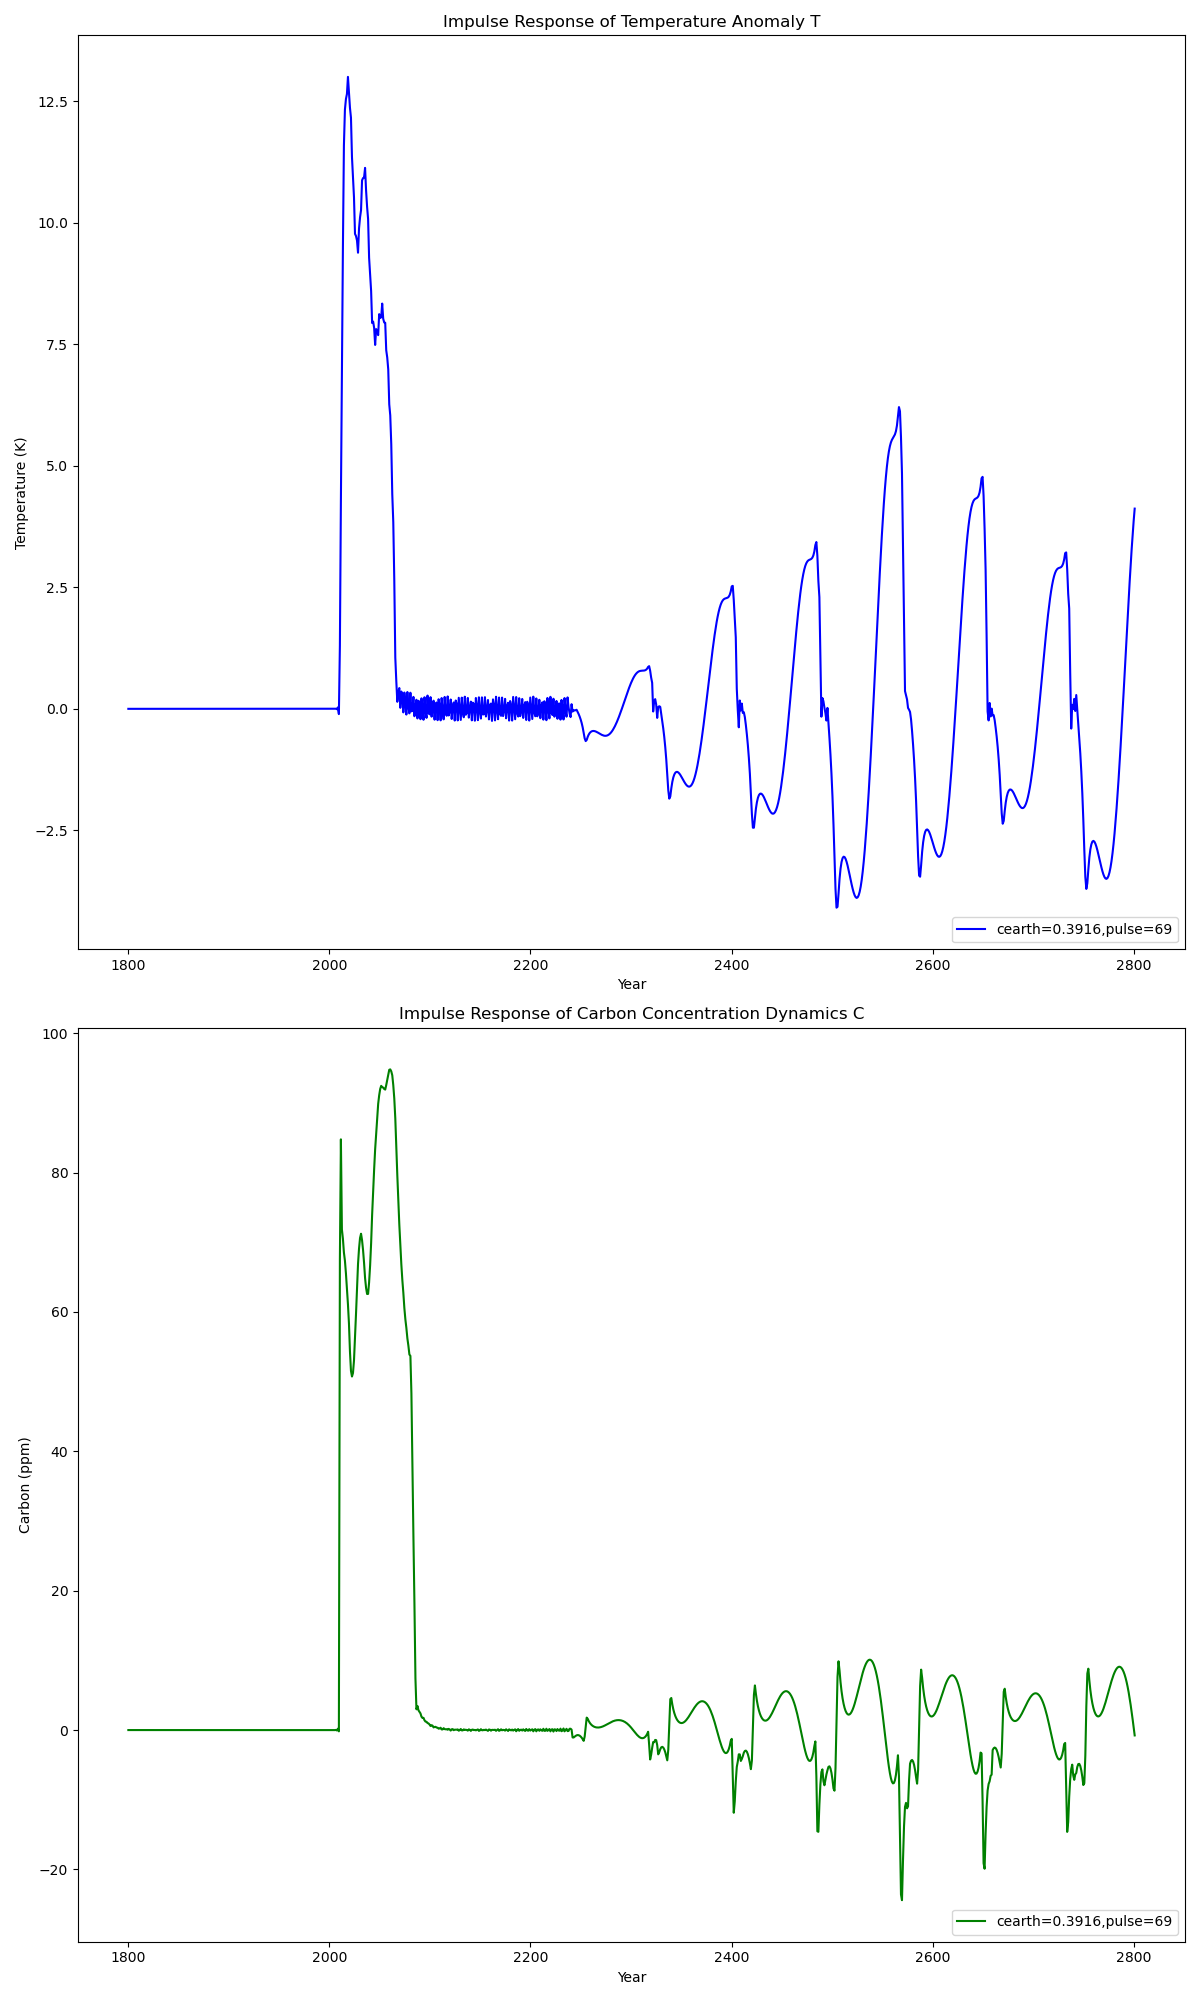 Impulse Response of Temperature Anomaly T
12.5
10.0
7.5
5.0
2.5
0.0
−2.5
Temperature (K)
cearth=0.3916,pulse=69
1800 2000 2200 2400 2600 2800
Year
Impulse Response of Carbon Concentration Dynamics C
100
80
60
40
20
0
−20
Carbon (ppm)
cearth=0.3916,pulse=69
1800 2000 2200 2400 2600 2800
Year